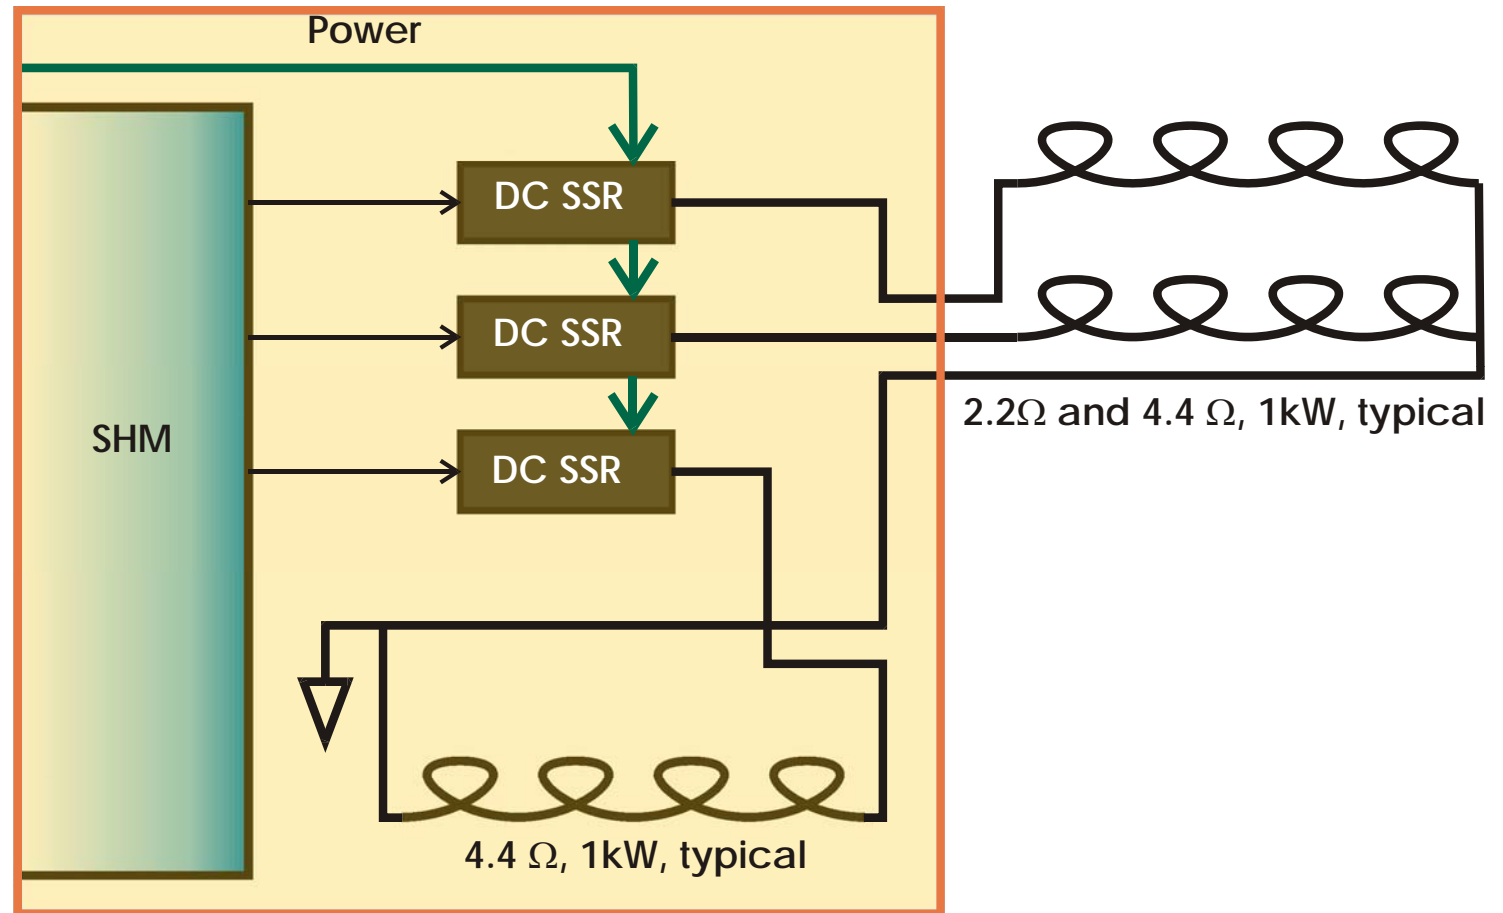 Power
DC SSR
DC SSR
2.2Ω and 4.4 Ω, 1kW, typical
SHM
DC SSR
4.4 Ω, 1kW, typical